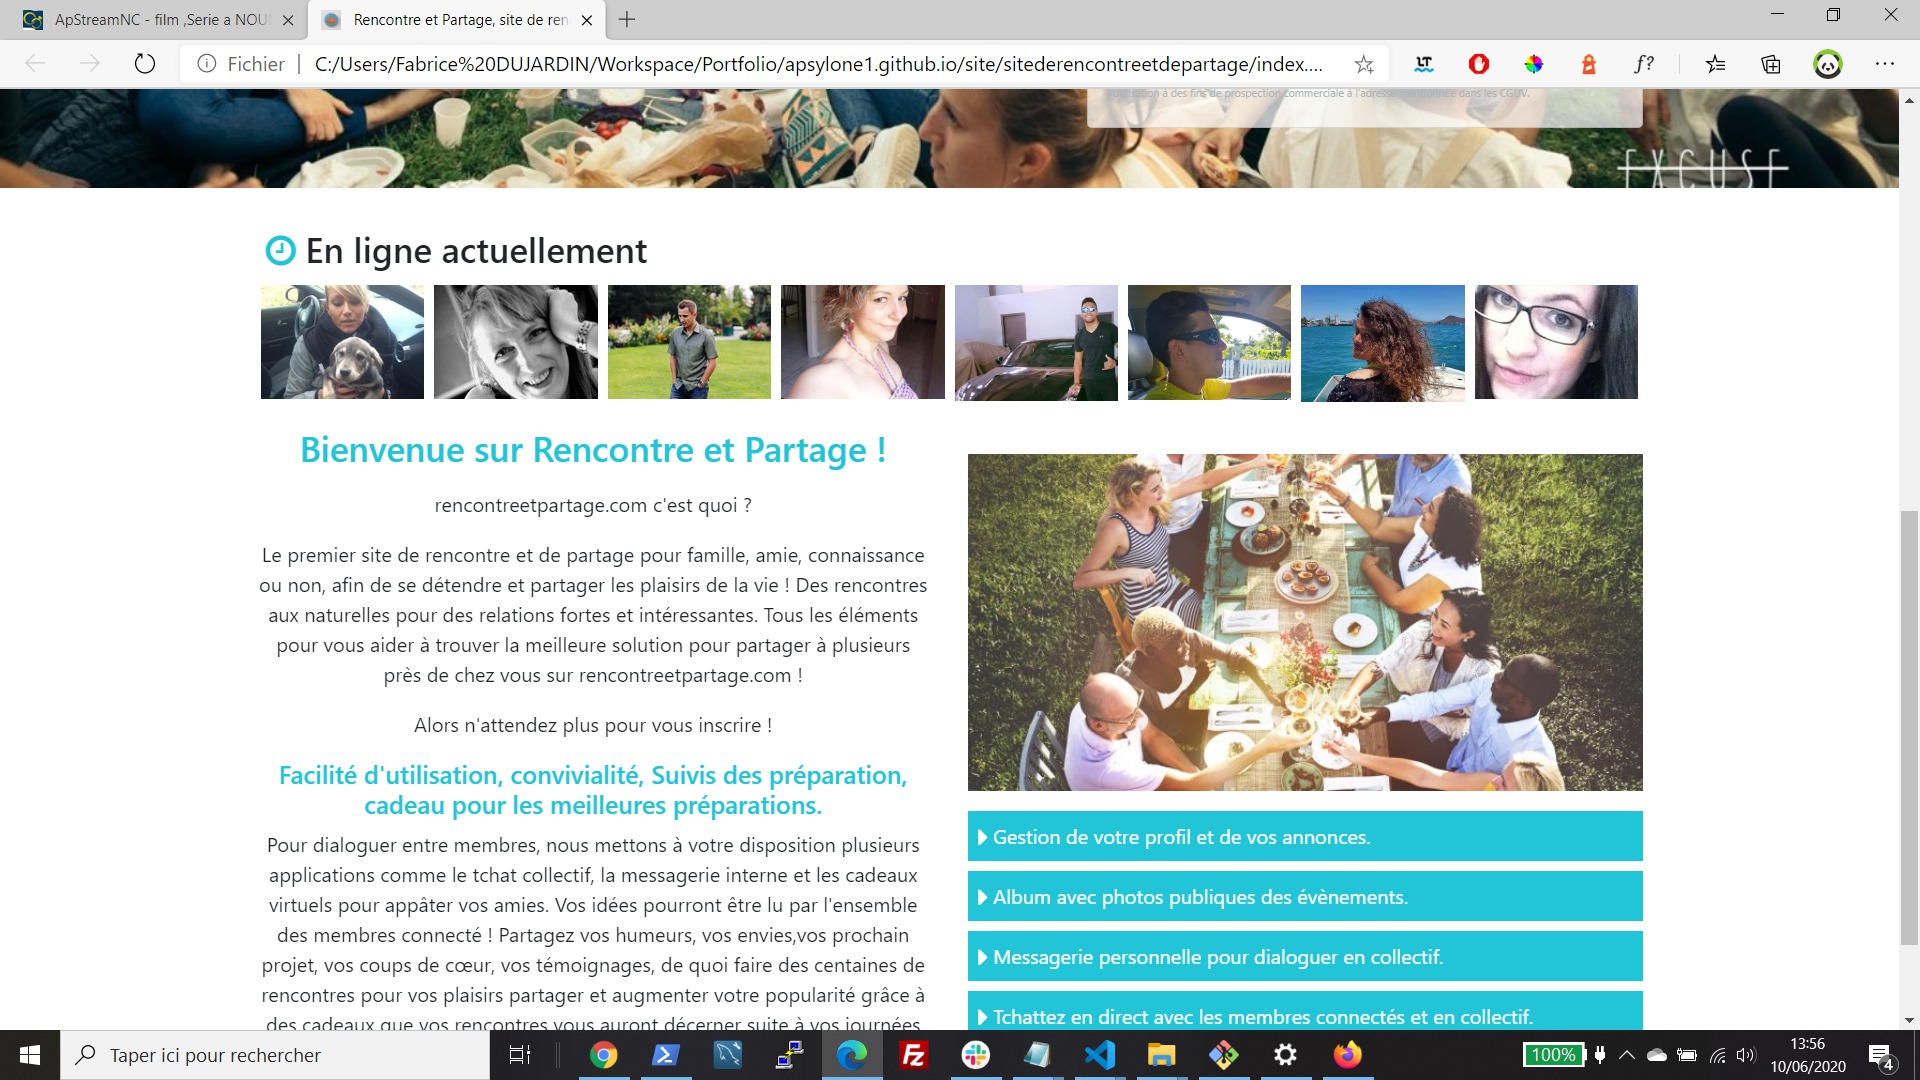 ApStreamNC - film ,Serie a NOU
Rencontre et Partage, site de ren
Fichier
C:/Users/Fabrice%20DUJARDIN/Workspace/Portfolio/apsylone1.github.io/site/sitederencontreetdepartage/index....
LT
f?
à des fins de prospection commerciale à l'adresse mentionnée dans les CGUV.
EXCUSE
En ligne actuellement
Bienvenue sur Rencontre et Partage !
rencontreetpartage.com c'est quoi ?
Le premier site de rencontre et de partage pour famille, amie, connaissance
ou non, afin de se détendre et partager les plaisirs de la vie ! Des rencontres
aux naturelles pour des relations fortes et intéressantes. Tous les éléments
pour vous aider à trouver la meilleure solution pour partager à plusieurs
près de chez vous sur rencontreetpartage.com !
Alors n'attendez plus pour vous inscrire !
Facilité d'utilisation, convivialité, Suivis des préparation,
cadeau pour les meilleures préparations.
Pour dialoguer entre membres, nous mettons à votre disposition plusieurs
applications comme le tchat collectif, la messagerie interne et les cadeaux
virtuels pour appâter vos amies. Vos idées pourront être lu par l'ensemble
des membres connecté ! Partagez vos humeurs, vos envies,vos prochain
projet, vos coups de cœur, vos témoignages, de quoi faire des centaines de
rencontres pour vos plaisirs partager et augmenter votre popularité grâce à
des cadeaux que vos rencontres vous auront décerner suite à vos journées
Gestion de votre profil et de vos annonces.
Album avec photos publiques des évènements.
Messagerie personnelle pour dialoguer en collectif.
Tchattez en direct avec les membres connectés et en collectif.
Taper ici pour rechercher
Fz
100%
13:56
10/06/2020
4